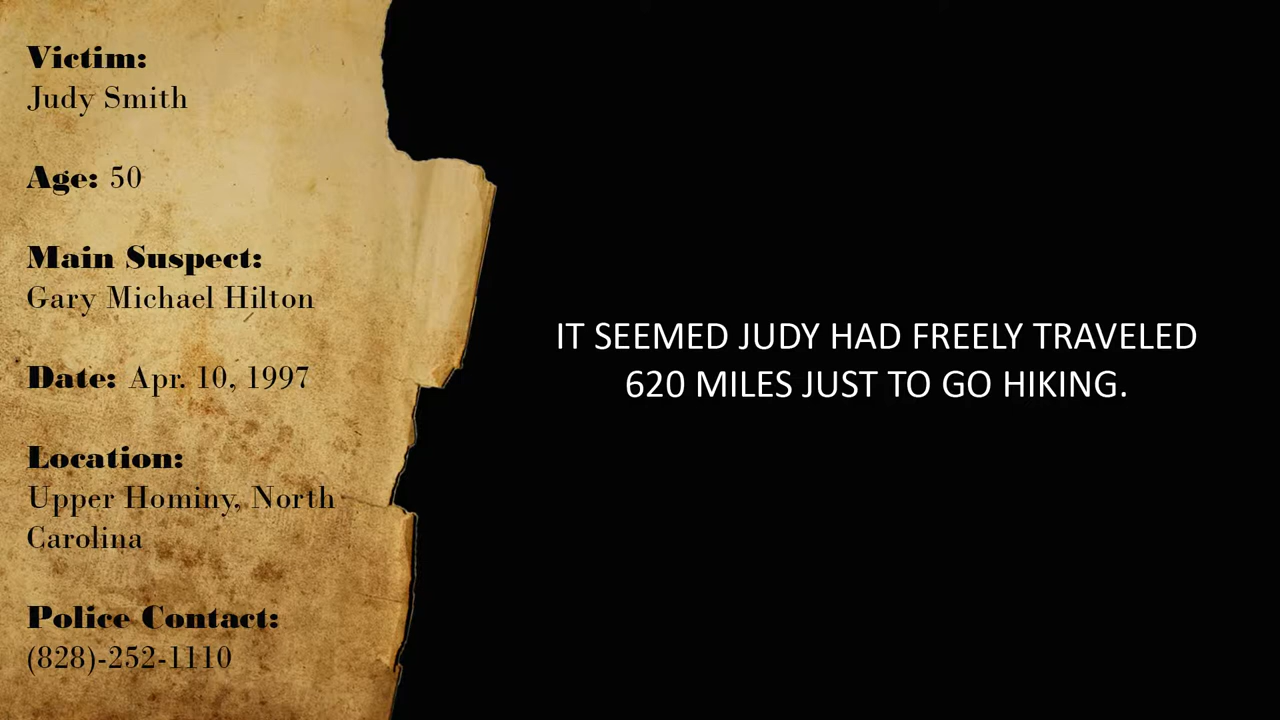 Victim:
Judy Smith
Age: 50
Main Suspect:
Gary Michael Hilton
Date: Apr. 10, 1997
Location:
Upper Hominy, North
Carolina
Police Contact:
(828)-252-1110
IT SEEMED JUDY HAD FREELY TRAVELED
620 MILES JUST TO GO HIKING.